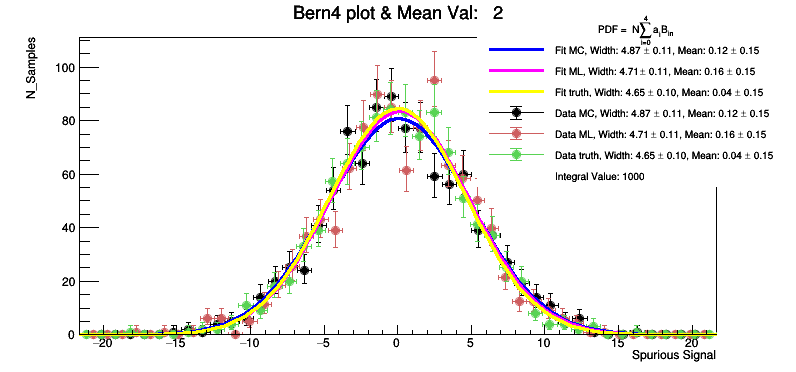 Bern4 plot & Mean Val: 2
N_Samples
PDF = N∑aᵢBᵢₙ
4
i=0
Fit MC, Width: 4.87 ± 0.11, Mean: 0.12 ± 0.15
Fit ML, Width: 4.71 ± 0.11, Mean: 0.16 ± 0.15
Fit truth, Width: 4.65 ± 0.10, Mean: 0.04 ± 0.15
Data MC, Width: 4.87 ± 0.11, Mean: 0.12 ± 0.15
Data ML, Width: 4.71 ± 0.11, Mean: 0.16 ± 0.15
Data truth, Width: 4.65 ± 0.10, Mean: 0.04 ± 0.15
Integral Value: 1000
100
80
60
40
20
0
−20 −15 −10 −5 0 5 10 15 20
Spurious Signal